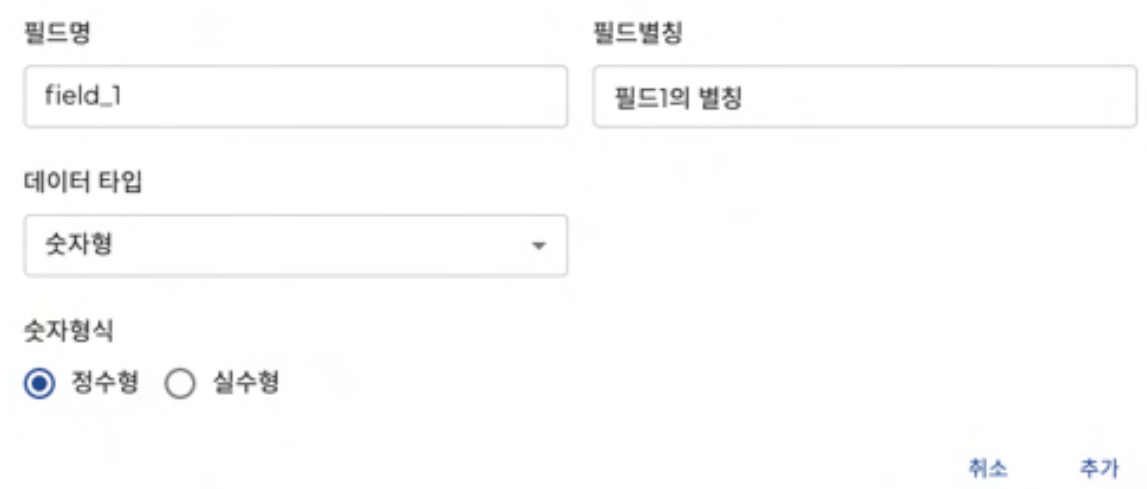 필드명 필드별칭
field_1 필드1의 별칭
데이터 타입
숫자형
숫자형식
정수형 실수형
취소 추가